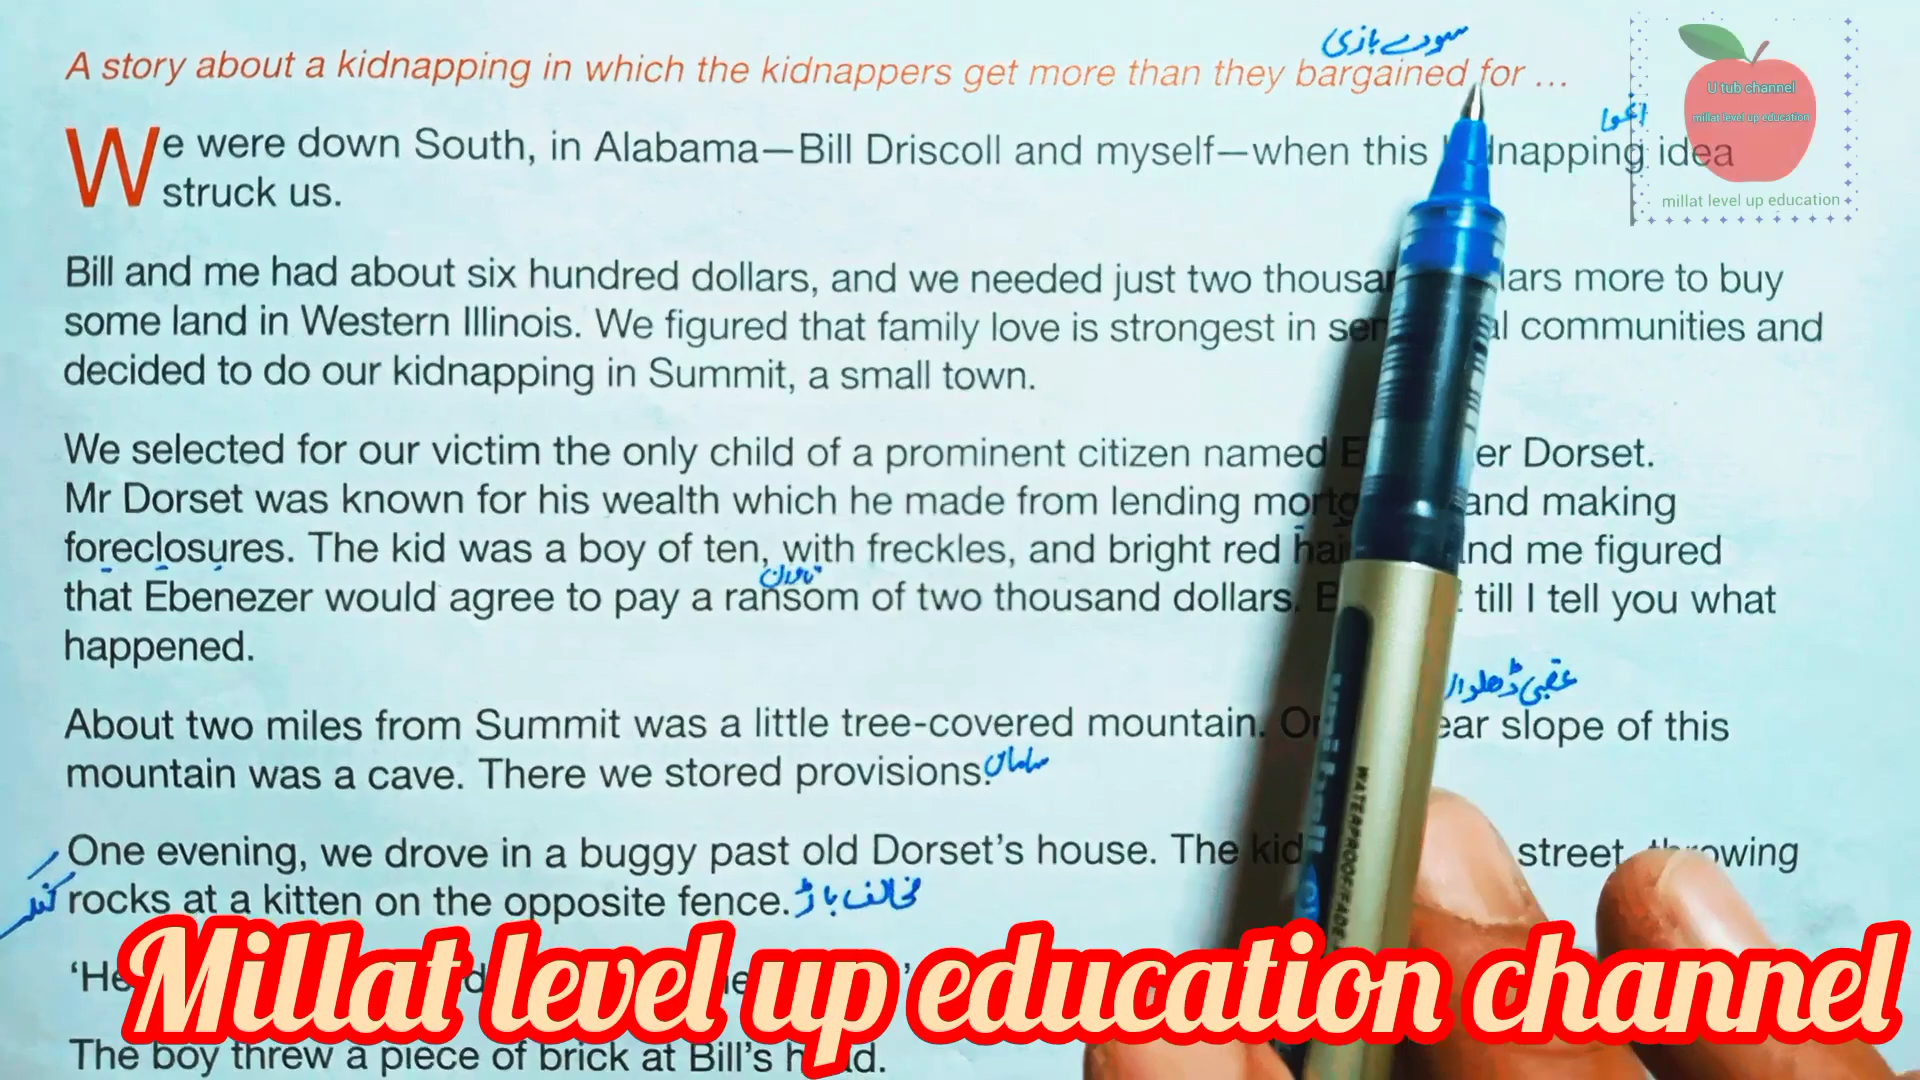 سودے بازی
A story about a kidnapping in which the kidnappers get more than they bargained for ...
اغوا
U tub channel
millat level up education
millat level up education
We were down South, in Alabama—Bill Driscoll and myself—when this idea
struck us.
Bill and me had about six hundred dollars, and we needed just two more to buy
some land in Western Illinois. We figured that family love is strongest in communities and
decided to do our kidnapping in Summit, a small town.
We selected for our victim the only child of a prominent citizen named Dorset.
Mr Dorset was known for his wealth which he made from lending and making
foreclosures. The kid was a boy of ten, with freckles, and bright red me figured
تاوان
that Ebenezer would agree to pay a ransom of two thousand dollars. till I tell you what
happened.
عقبی ڈھلوان
About two miles from Summit was a little tree-covered mountain. slope of this
mountain was a cave. There we stored provisions. سامان
One evening, we drove in a buggy past old Dorset's house. The kid street, throwing
کنکر rocks at a kitten on the opposite fence. مخالف باڑ
Millat level up education channel
The boy threw a piece of brick at Bill's head.